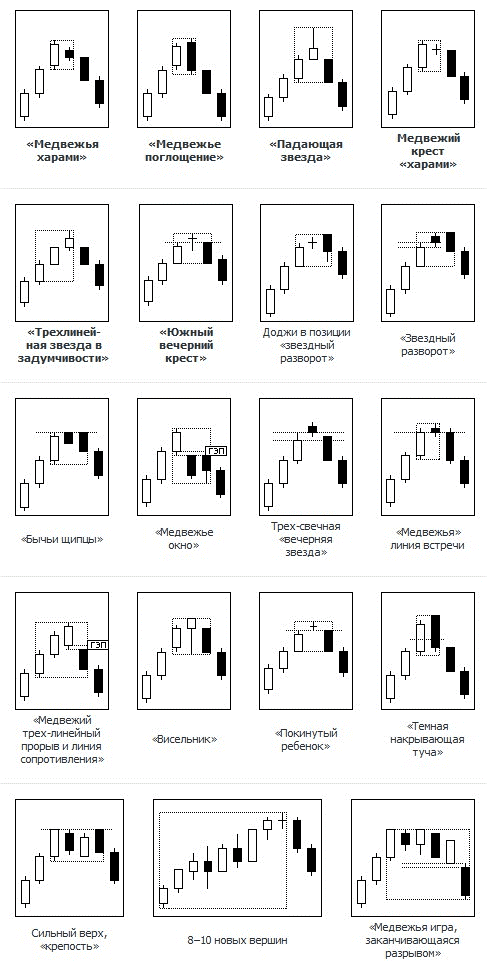 «Медвежья
харами»
«Медвежье
поглощение»
«Падающая
звезда»
Медвежий
крест
«харами»
«Трехлиней-
ная звезда в
задумчивости»
«Южный
вечерний
крест»
Доджи в позиции
«звездный
разворот»
«Звездный
разворот»
«Бычьи щипцы»
ГЭП
«Медвежье
окно»
Трех-свечная
«вечерняя
звезда»
«Медвежья»
линия встречи
ГЭП
«Медвежий
трех-линейный
прорыв и линия
сопротивления»
«Висельник»
«Покинутый
ребенок»
«Темная
накрывающая
туча»
Сильный верх,
«крепость»
8–10 новых вершин
«Медвежья игра,
заканчивающаяся
разрывом»